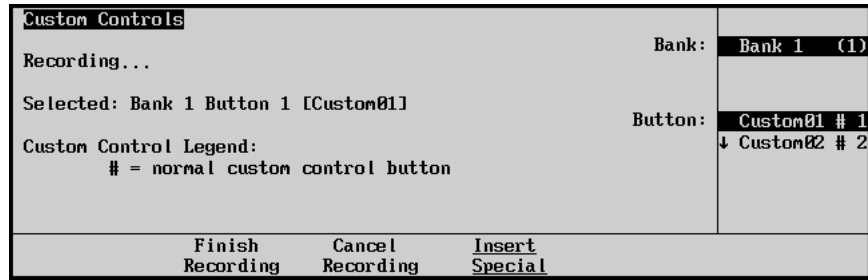 Custom Controls
Bank: Bank 1 (1)
Recording...
Selected: Bank 1 Button 1 [Custom01]
Button: Custom01 # 1
Custom Control Legend: ↓ Custom02 # 2
# = normal custom control button
Finish Cancel Insert
Recording Recording Special